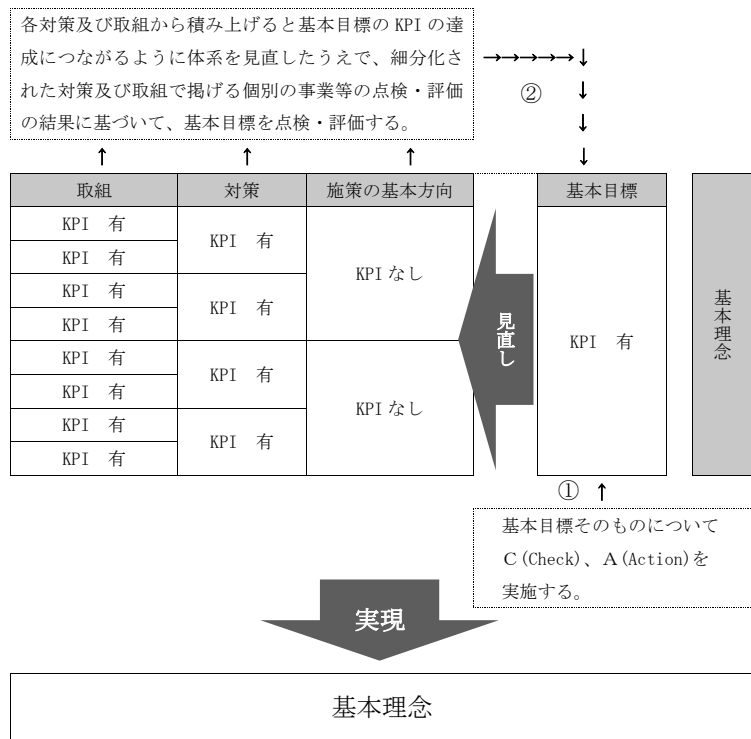 各対策及び取組から積み上げると基本目標の KPI の達
成につながるように体系を見直したうえで、細分化さ
れた対策及び取組で掲げる個別の事業等の点検・評価
の結果に基づいて、基本目標を点検・評価する。
→→→→→↓
②
↓
↓
↓
↑ ↑ ↑
取組 対策 施策の基本方向 基本目標
KPI 有
KPI 有
KPI 有
KPI 有
KPI 有
KPI 有
KPI 有
KPI 有
KPI 有
KPI 有
KPI 有
KPI 有
KPI なし
KPI なし
見直し
KPI 有
基本理念
① ↑
基本目標そのものについて
C(Check)、A(Action)を
実施する。
実現
基本理念